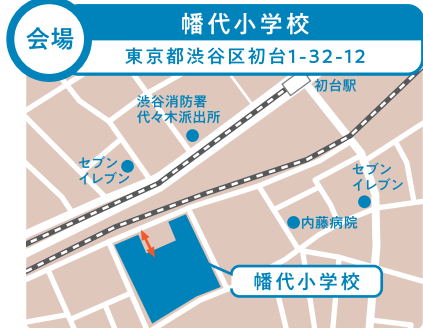 会場
幡代小学校
東京都渋谷区初台1-32-12
初台駅
渋谷消防署
代々木派出所
セブン
イレブン
セブン
イレブン
内藤病院
幡代小学校